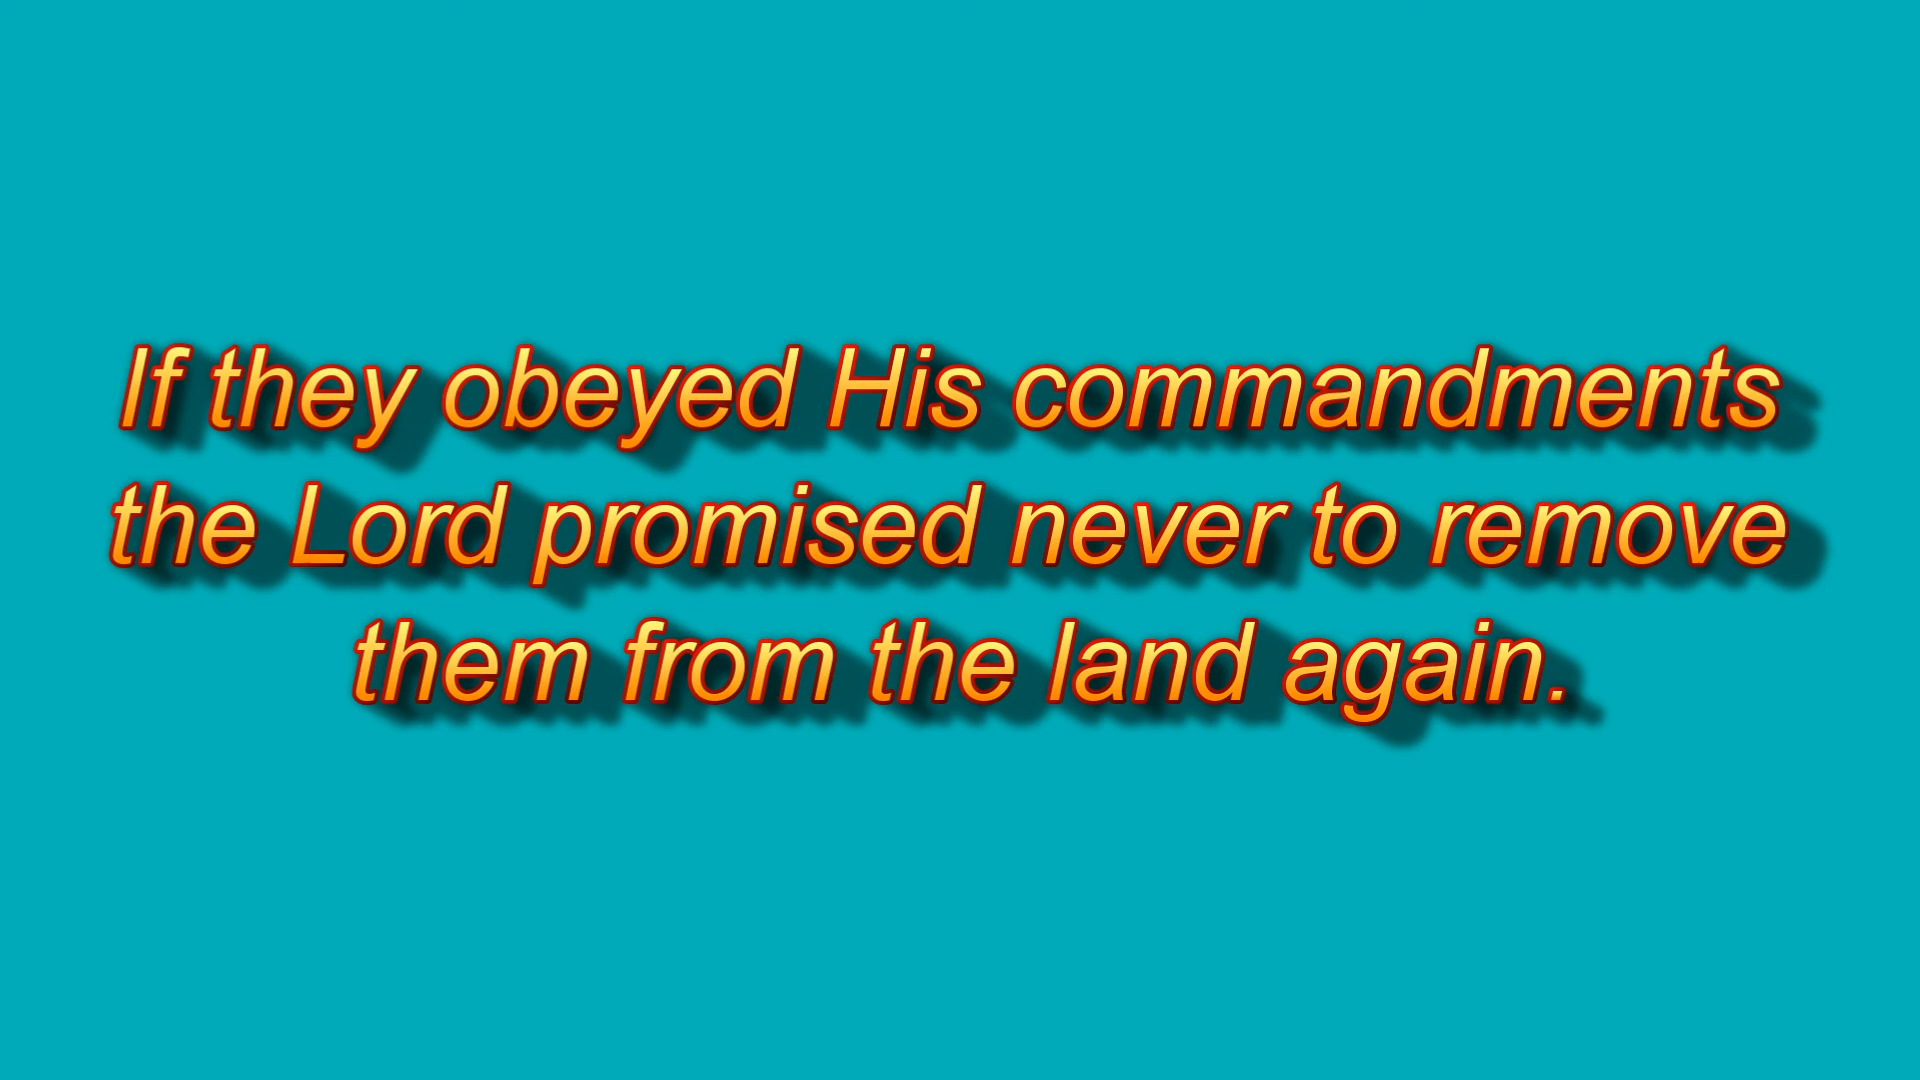 If they obeyed His commandments
the Lord promised never to remove
them from the land again.